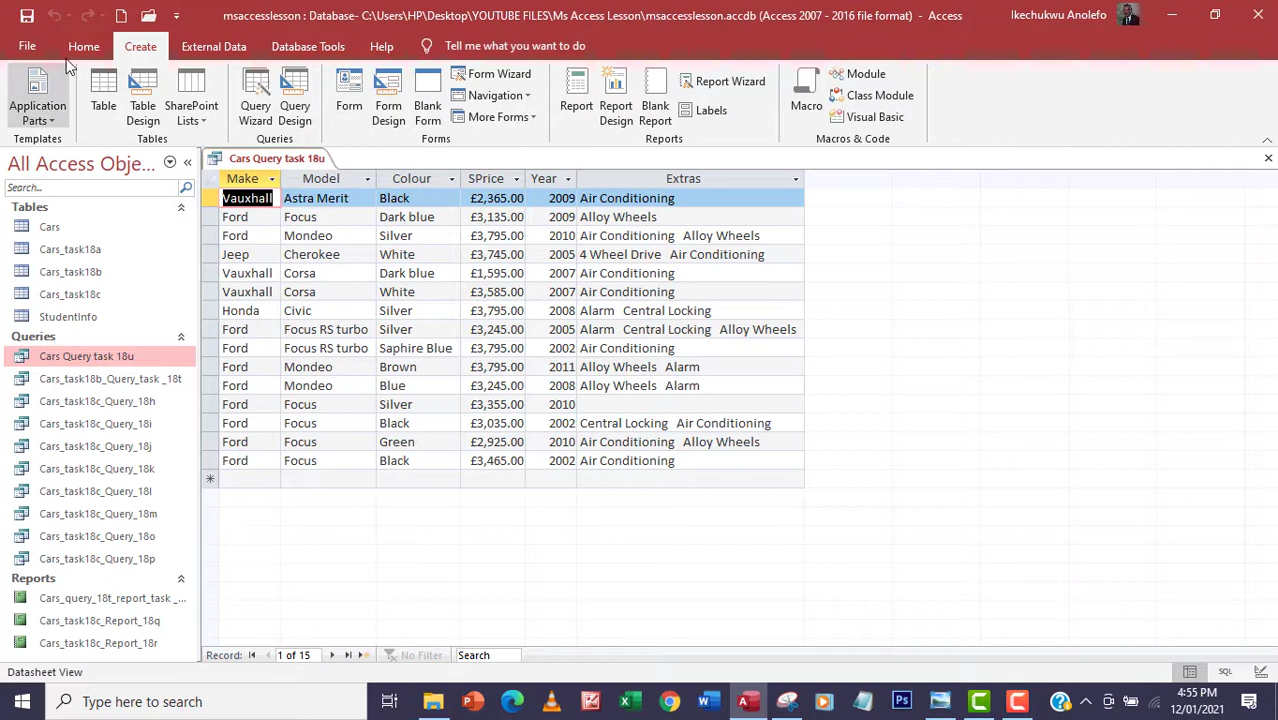 msaccesslesson : Database- C:\Users\HP\Desktop\YOUTUBE FILES\Ms Access Lesson\msaccesslesson.accdb (Access 2007 - 2016 file format) - Access
Ikechukwu Anolefo
File Home Create External Data Database Tools Help Tell me what you want to do
Application Parts
Table
Table Design
SharePoint Lists
Query Wizard
Query Design
Form
Form Design
Blank Form
Form Wizard
Navigation
More Forms
Report
Report Design
Blank Report
Report Wizard
Labels
Macro
Module
Class Module
Visual Basic
Templates Tables Queries Forms Reports Macros & Code
All Access Obje...
Search...
Tables
Cars
Cars_task18a
Cars_task18b
Cars_task18c
StudentInfo
Queries
Cars Query task 18u
Cars_task18b_Query_task _18t
Cars_task18c_Query_18h
Cars_task18c_Query_18i
Cars_task18c_Query_18j
Cars_task18c_Query_18k
Cars_task18c_Query_18l
Cars_task18c_Query_18m
Cars_task18c_Query_18o
Cars_task18c_Query_18p
Reports
Cars_query_18t_report_task _...
Cars_task18c_Report_18q
Cars_task18c_Report_18r
Cars Query task 18u
Make Model Colour SPrice Year Extras
Vauxhall Astra Merit Black £2,365.00 2009 Air Conditioning
Ford Focus Dark blue £3,135.00 2009 Alloy Wheels
Ford Mondeo Silver £3,795.00 2010 Air Conditioning Alloy Wheels
Jeep Cherokee White £3,745.00 2005 4 Wheel Drive Air Conditioning
Vauxhall Corsa Dark blue £1,595.00 2007 Air Conditioning
Vauxhall Corsa White £3,585.00 2007 Air Conditioning
Honda Civic Silver £3,795.00 2008 Alarm Central Locking
Ford Focus RS turbo Silver £3,245.00 2005 Alarm Central Locking Alloy Wheels
Ford Focus RS turbo Saphire Blue £3,795.00 2002 Air Conditioning
Ford Mondeo Brown £3,795.00 2011 Alloy Wheels Alarm
Ford Mondeo Blue £3,245.00 2008 Alloy Wheels Alarm
Ford Focus Silver £3,355.00 2010
Ford Focus Black £3,035.00 2002 Central Locking Air Conditioning
Ford Focus Green £2,925.00 2010 Air Conditioning Alloy Wheels
Ford Focus Black £3,465.00 2002 Air Conditioning
Record: 1 of 15 No Filter Search
Datasheet View SQL
Type here to search
4:55 PM
12/01/2021